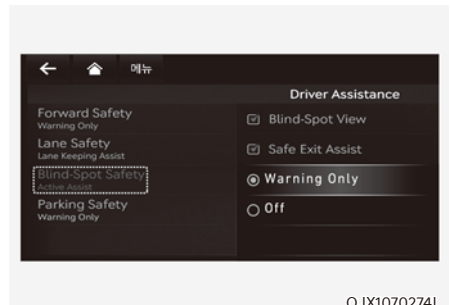 메뉴
Driver Assistance
Forward Safety
Warning Only
Lane Safety
Lane Keeping Assist
Blind-Spot Safety
Active Assist
Parking Safety
Warning Only
Blind-Spot View
Safe Exit Assist
Warning Only
Off
OJX1070274L